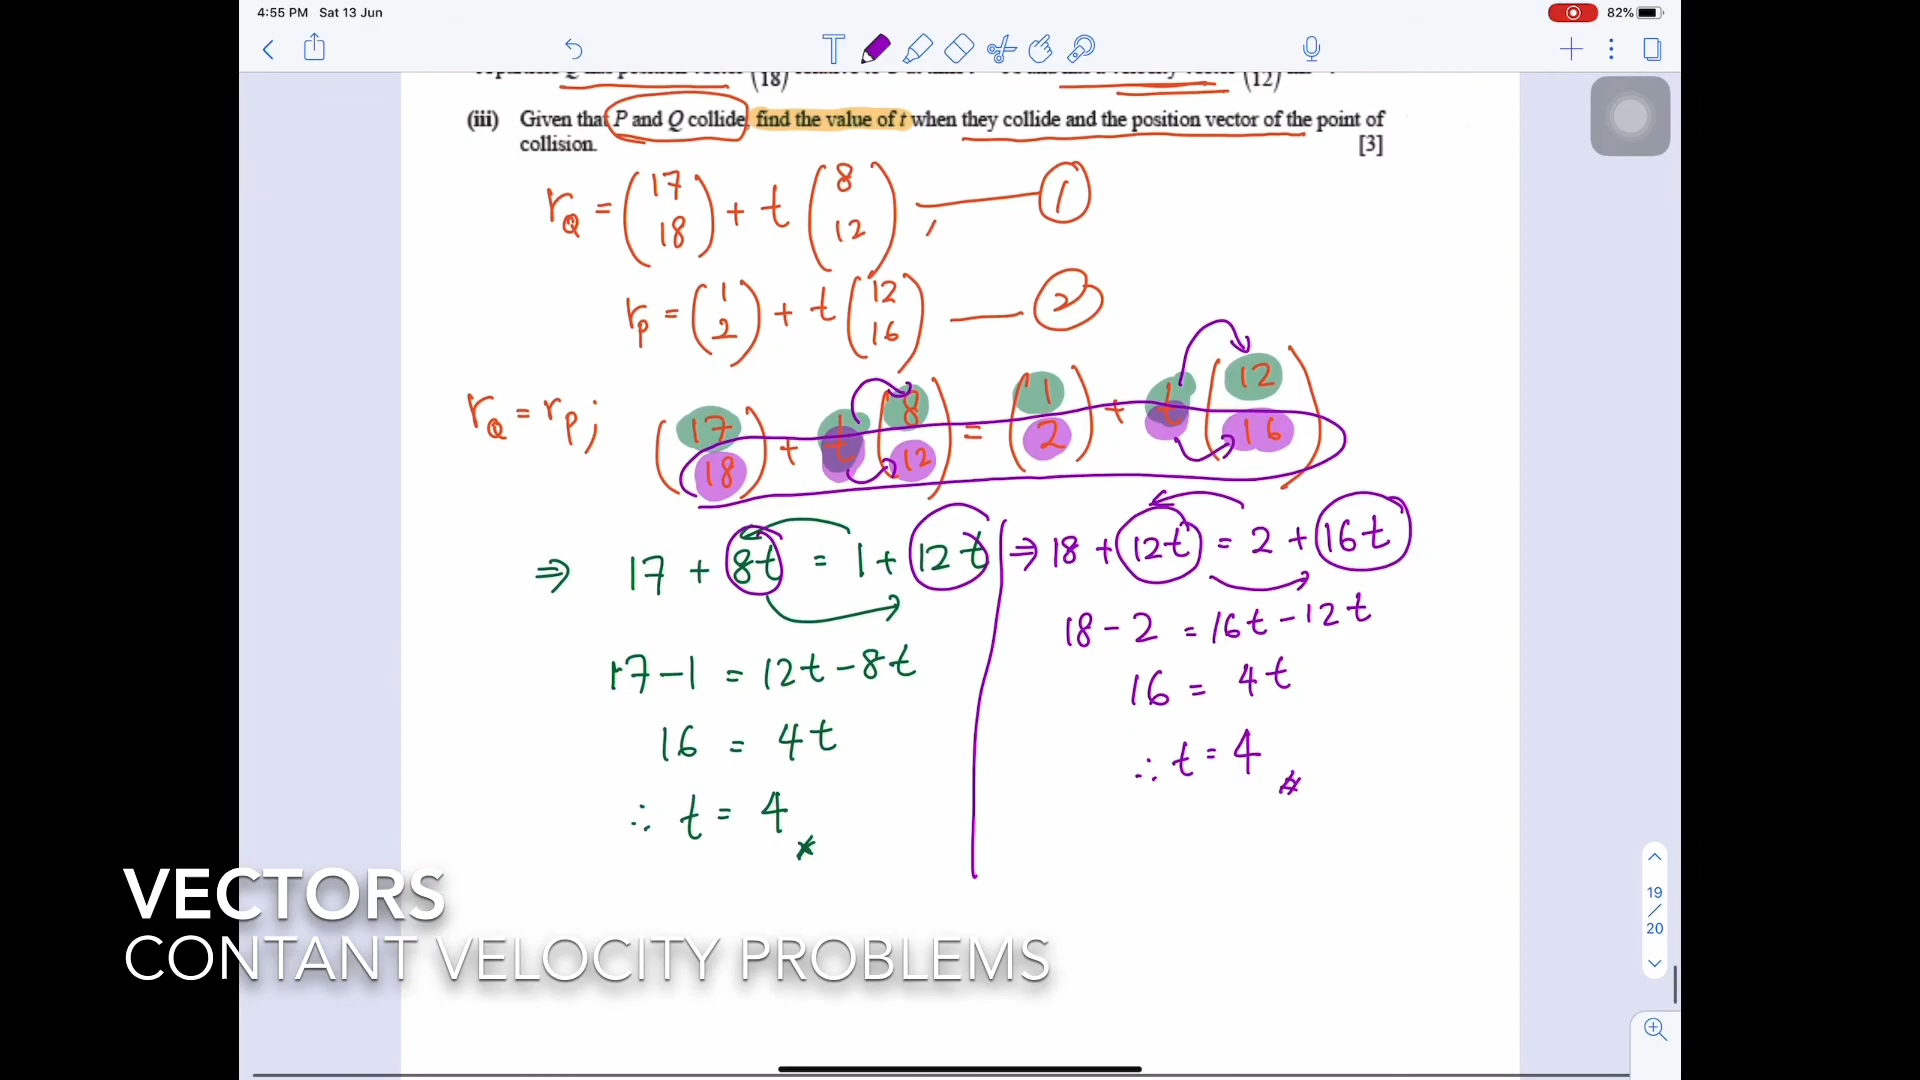 4:55 PM Sat 13 Jun
82%
(18)
(12)
(iii) Given that P and Q collide, find the value of t when they collide and the position vector of the point of
collision. [3]
r_Q = (17 18) + t (8 12), — ①
r_P = (1 2) + t (12 16) — ②
r_Q = r_P ; (17 18) + t (8 12) = (1 2) + t (12 16)
⇒ 17 + 8t = 1 + 12t
17 - 1 = 12t - 8t
16 = 4t
∴ t = 4
⇒ 18 + 12t = 2 + 16t
18 - 2 = 16t - 12t
16 = 4t
∴ t = 4
VECTORS
CONTANT VELOCITY PROBLEMS
19
/
20